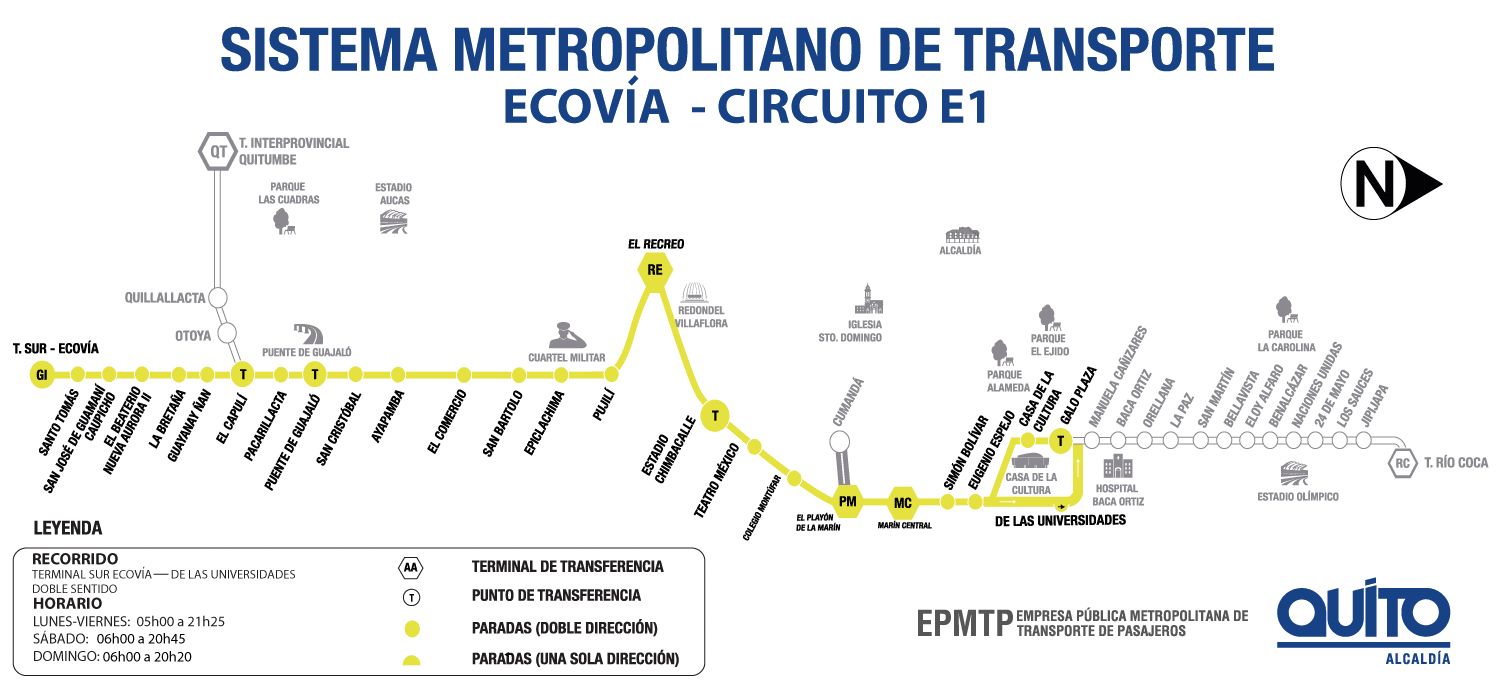 SISTEMA METROPOLITANO DE TRANSPORTE
ECOVÍA - CIRCUITO E1
QT
T. INTERPROVINCIAL
QUITUMBE
PARQUE
LAS CUADRAS
ESTADIO
AUCAS
N
ALCALDÍA
EL RECREO
RE
QUILLALLACTA
OTOYA
REDONDEL
VILLAFLORA
IGLESIA
STO. DOMINGO
PARQUE
EL EJIDO
PARQUE
ALAMEDA
PARQUE
LA CAROLINA
T. SUR - ECOVÍA
GI
PUENTE DE GUAJALÓ
CUARTEL MILITAR
T
T
SANTO TOMÁS
SAN JOSÉ DE GUAMANÍ
CAUPICHO
EL BEATERIO
NUEVA AURORA II
LA BRETAÑA
GUAYANAY ÑAN
EL CAPULÍ
PACARILLACTA
PUENTE DE GUAJALÓ
SAN CRISTÓBAL
AYAPAMBA
EL COMERCIO
SAN BARTOLO
EPICLACHIMA
PUJILÍ
T
ESTADIO
CHIMBACALLE
TEATRO MÉXICO
COLEGIO MONTÚFAR
CUMANDÁ
EL PLAYÓN
DE LA MARÍN
PM
MC
MARÍN CENTRAL
SIMÓN BOLÍVAR
EUGENIO ESPEJO
CASA DE LA
CULTURA
GALO PLAZA
T
CASA DE LA
CULTURA
DE LAS UNIVERSIDADES
HOSPITAL
BACA ORTIZ
MANUELA CAÑIZARES
BACA ORTIZ
ORELLANA
LA PAZ
SAN MARTÍN
BELLAVISTA
ELOY ALFARO
BENALCÁZAR
NACIONES UNIDAS
24 DE MAYO
LOS SAUCES
JIPIJAPA
RC
T. RÍO COCA
ESTADIO OLÍMPICO
LEYENDA
RECORRIDO
TERMINAL SUR ECOVÍA — DE LAS UNIVERSIDADES
DOBLE SENTIDO
HORARIO
LUNES-VIERNES: 05h00 a 21h25
SÁBADO: 06h00 a 20h45
DOMINGO: 06h00 a 20h20
AA TERMINAL DE TRANSFERENCIA
T PUNTO DE TRANSFERENCIA
PARADAS (DOBLE DIRECCIÓN)
PARADAS (UNA SOLA DIRECCIÓN)
EPMTP EMPRESA PÚBLICA METROPOLITANA DE
TRANSPORTE DE PASAJEROS
QUITO
ALCALDÍA